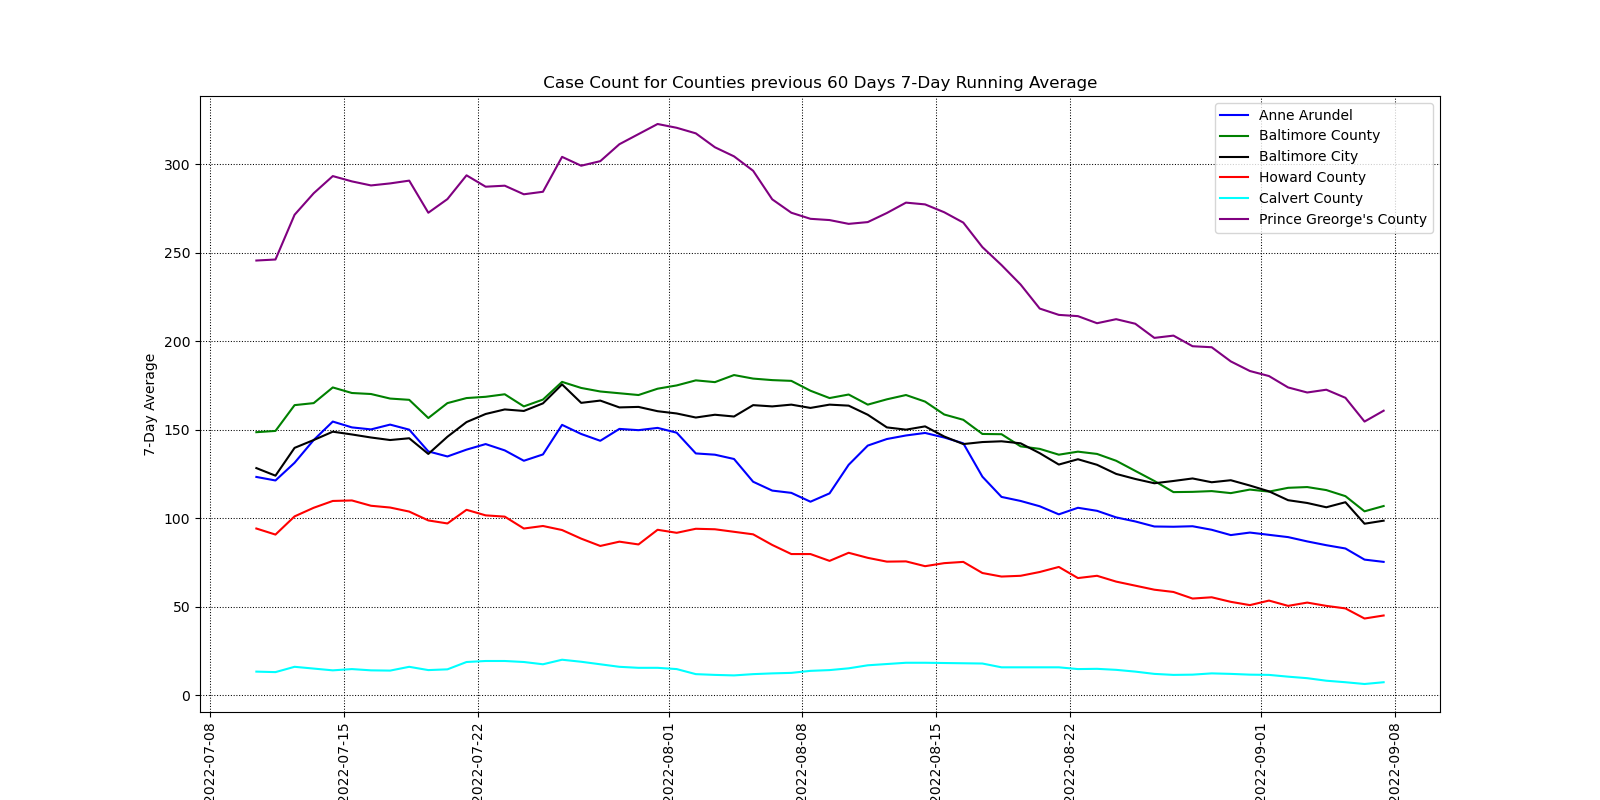 Case Count for Counties previous 60 Days 7-Day Running Average
Anne Arundel
Baltimore County
Baltimore City
Howard County
Calvert County
Prince Greorge's County
7-Day Average
300
250
200
150
100
50
0
2022-07-08
2022-07-15
2022-07-22
2022-08-01
2022-08-08
2022-08-15
2022-08-22
2022-09-01
2022-09-08